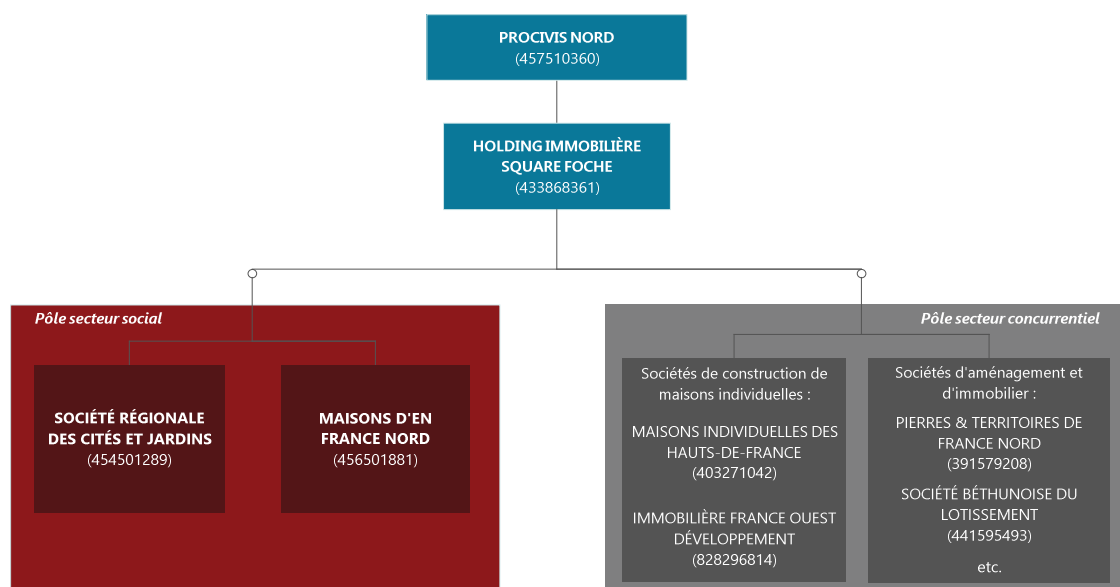 PROCIVIS NORD
(457510360)
HOLDING IMMOBILIÈRE
SQUARE FOCHE
(433868361)
Pôle secteur social
SOCIÉTÉ RÉGIONALE
DES CITÉS ET JARDINS
(454501289)
MAISONS D'EN
FRANCE NORD
(456501881)
Pôle secteur concurrentiel
Sociétés de construction de
maisons individuelles :
MAISONS INDIVIDUELLES DES
HAUTS-DE-FRANCE
(403271042)
IMMOBILIÈRE FRANCE OUEST
DÉVELOPPEMENT
(828296814)
Sociétés d'aménagement et
d'immobilier :
PIERRES & TERRITOIRES DE
FRANCE NORD
(391579208)
SOCIÉTÉ BÉTHUNOISE DU
LOTISSEMENT
(441595493)
etc.